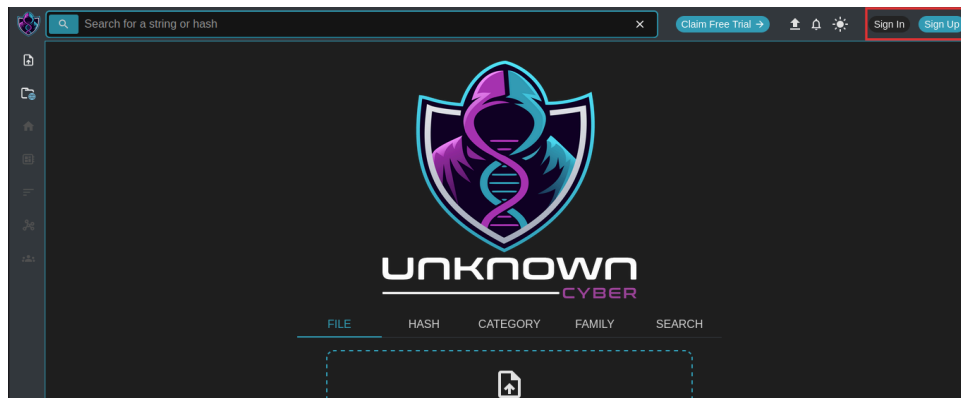 Search for a string or hash
Claim Free Trial
Sign In
Sign Up
UNKNOWN
CYBER
FILE
HASH
CATEGORY
FAMILY
SEARCH